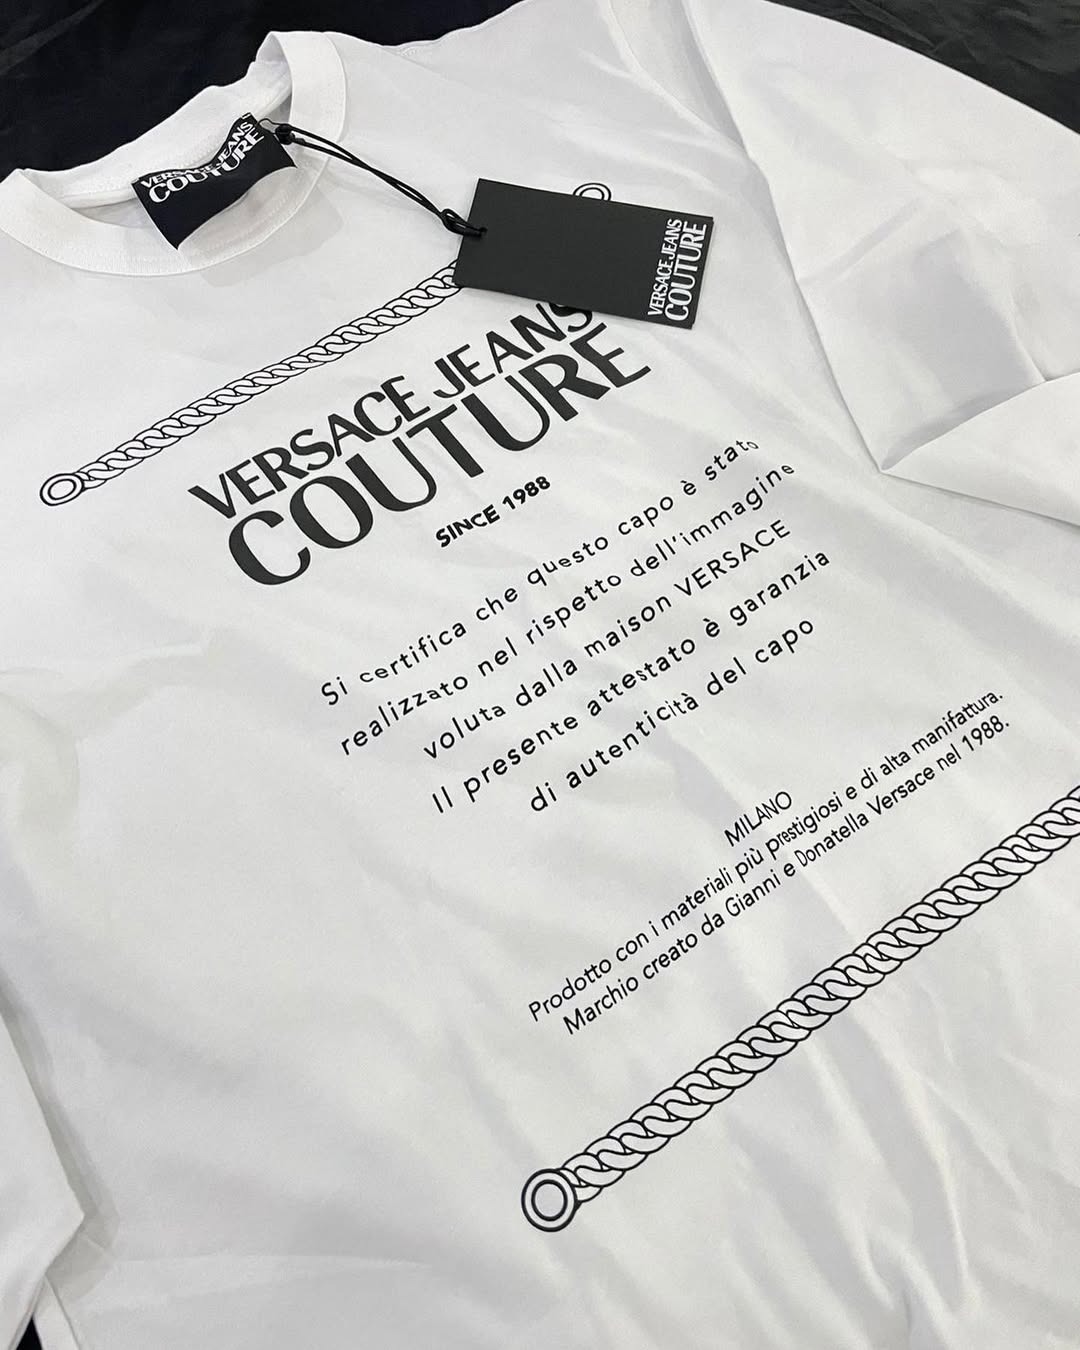 VERSACE JEANS
COUTURE
VERSACE JEANS
COUTURE
VERSACE JEANS
COUTURE
SINCE 1988
Si certifica che questo capo è stato
realizzato nel rispetto dell'immagine
voluta dalla maison VERSACE
Il presente attestato è garanzia
di autenticità del capo
MILANO
Prodotto con i materiali più prestigiosi e di alta manifattura.
Marchio creato da Gianni e Donatella Versace nel 1988.